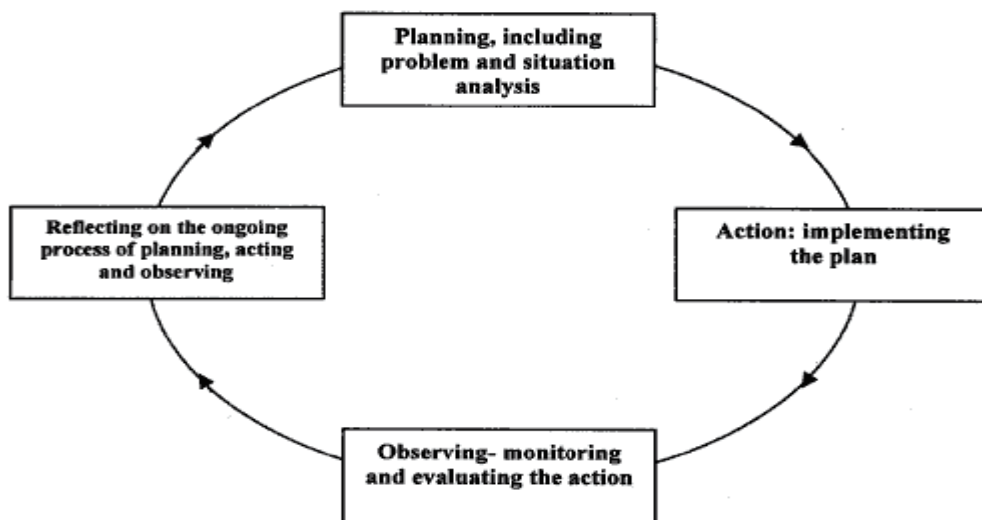 Planning, including
problem and situation
analysis
Reflecting on the ongoing
process of planning, acting
and observing
Action: implementing
the plan
Observing- monitoring
and evaluating the action